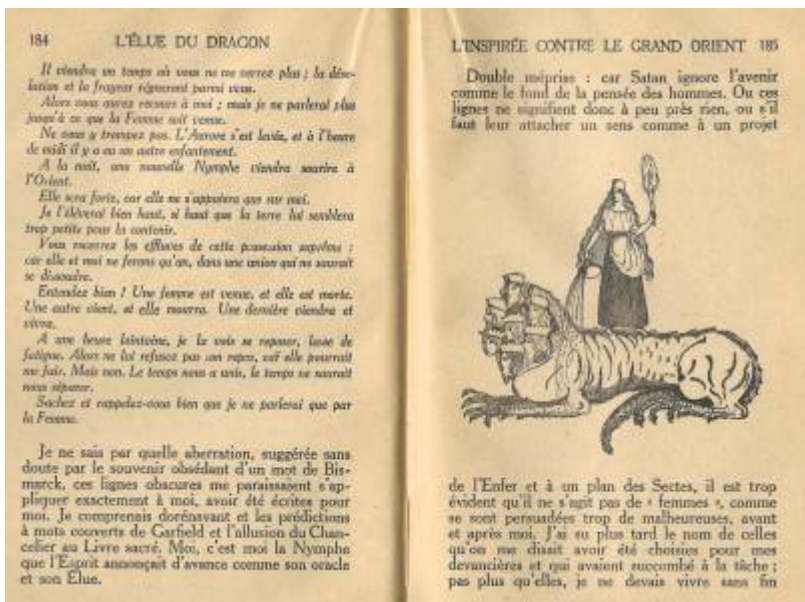 184 L'ÉLUE DU DRAGON
Il viendra un temps où vous ne me verrez plus ; la déso-
lation et la frayeur régneront parmi vous.
Alors vous aurez recours à moi ; mais je ne parlerai plus
jusqu'à ce que la Femme soit venue.
Ne vous y trompez pas. L'Aurore s'est levée, et à l'heure
de midi il y a eu un autre enfantement.
A la nuit, une nouvelle Nymphe viendra sourire à
l'Orient.
Elle sera forte, car elle ne s'appuiera que sur moi.
Je l'élèverai bien haut, si haut que la terre lui semblera
trop petite pour la contenir.
Vous recevrez les effluves de cette possession suprême :
car elle et moi ne ferons qu'un, dans une union qui ne saurait
se dissoudre.
Entendez bien ! Une femme est venue, et elle est morte.
Une autre vient, et elle mourra. Une dernière viendra et
vivra.
A une heure lointaine, je la vois se reposer, lasse de
fatigue. Alors ne lui refusez pas son repos, car elle pourrait
me fuir. Mais non. Le temps nous a unis, le temps ne saurait
nous séparer.
Sachez et rappelez-vous bien que je ne parlerai que par
la Femme.
Je ne sais par quelle aberration, suggérée sans
doute par le souvenir obsédant d'un mot de Bis-
marck, ces lignes obscures me paraissaient s'ap-
pliquer exactement à moi, avoir été écrites pour
moi. Je comprenais dorénavant et les prédictions
à mots couverts de Garfield et l'allusion du Chan-
celier au Livre sacré. Moi, c'est moi la Nymphe
que l'Esprit annonçait d'avance comme son oracle
et son Élue.
L'INSPIRÉE CONTRE LE GRAND ORIENT 185
Double méprise : car Satan ignore l'avenir
comme le fond de la pensée des hommes. Ou ces
lignes ne signifient donc à peu près rien, ou s'il
faut leur attacher un sens comme à un projet
de l'Enfer et à un plan des Sectes, il est trop
évident qu'il ne s'agit pas de « femmes », comme
se sont persuadées trop de malheureuses, avant
et après moi. J'ai su plus tard le nom de celles
qu'on me disait avoir été choisies pour mes
devancières et qui avaient succombé à la tâche ;
pas plus qu'elles, je ne devais vivre sans fin